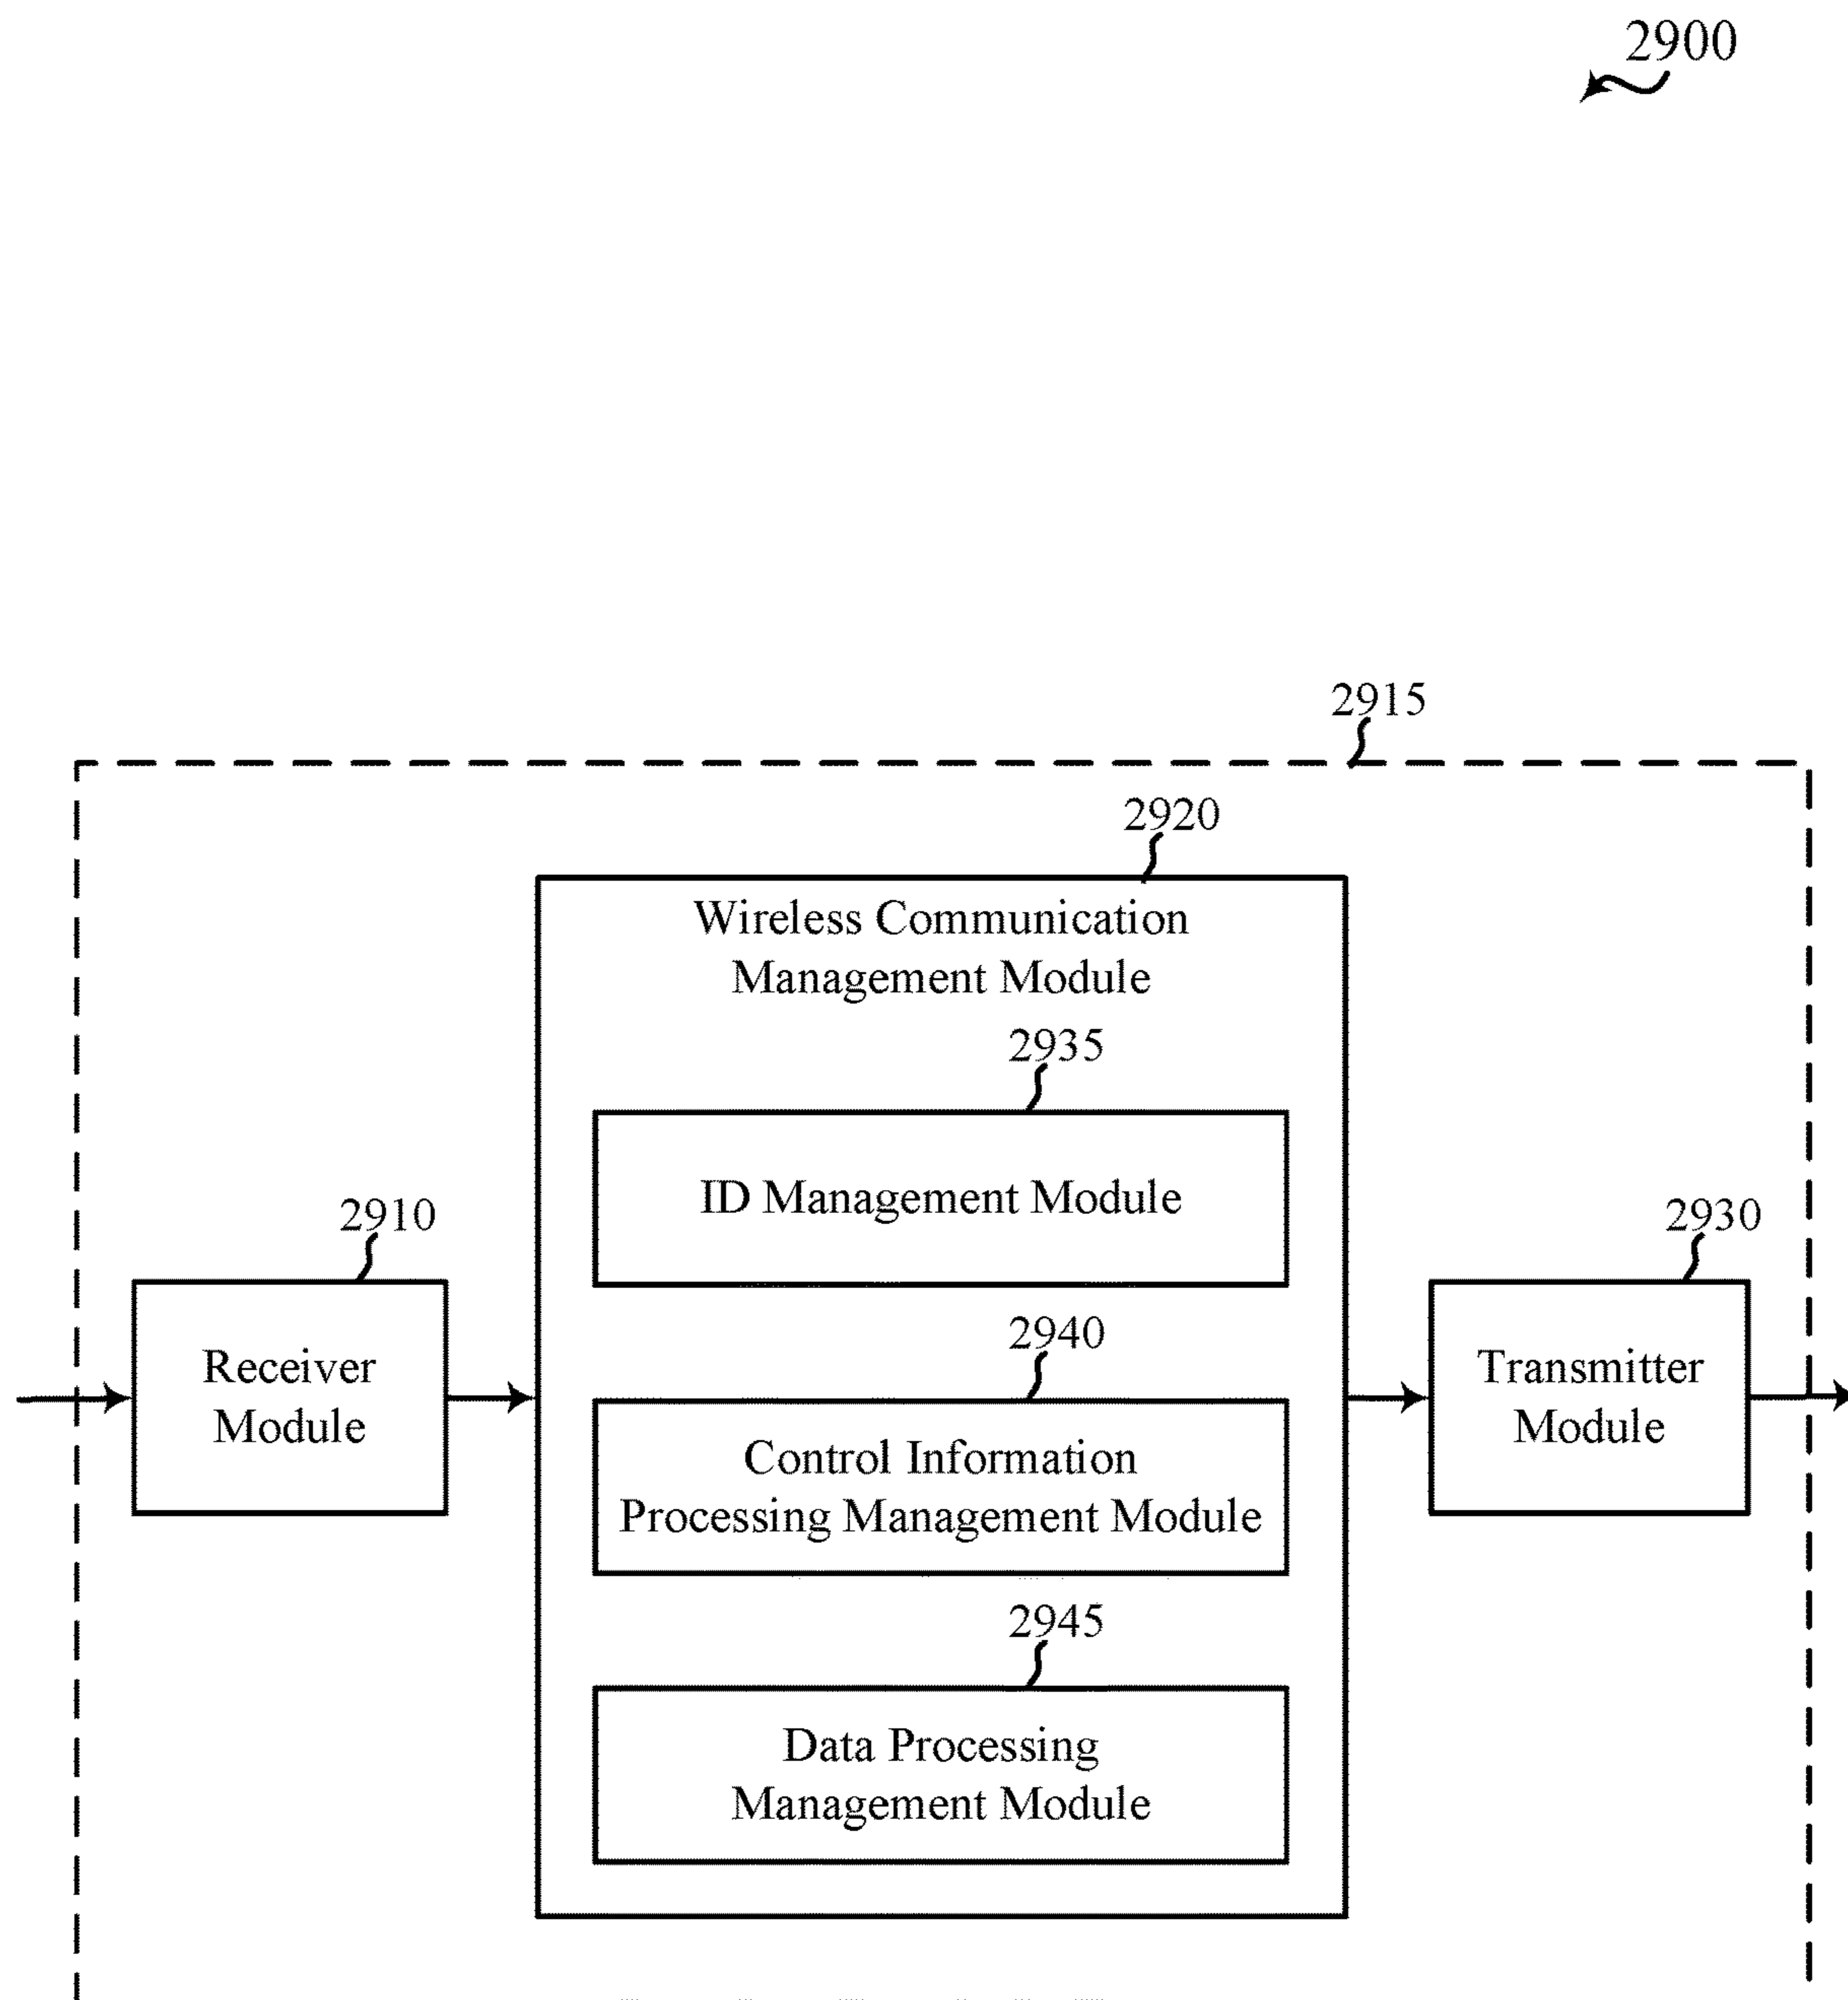 2900
2915
2920
Wireless Communication
Management Module
2935
ID Management Module
2910
Receiver
Module
2930
Transmitter
Module
2940
Control Information
Processing Management Module
2945
Data Processing
Management Module